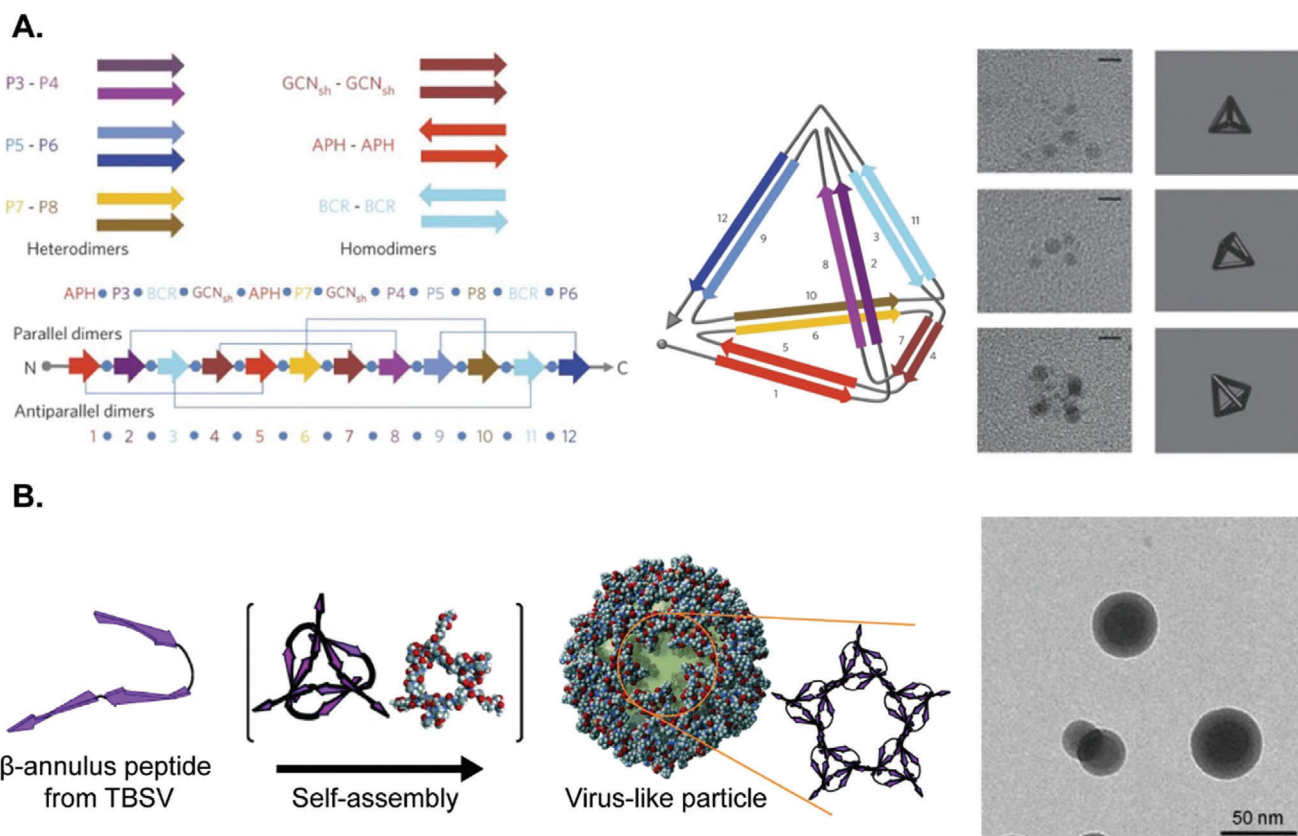 A.
P3 - P4
P5 - P6
P7 - P8
Heterodimers
GCNsh - GCNsh
APH - APH
BCR - BCR
Homodimers
APH • P3 • BCR • GCNsh • APH • P7 • GCNsh • P4 • P5 • P8 • BCR • P6
Parallel dimers
N
C
Antiparallel dimers
1 • 2 • 3 • 4 • 5 • 6 • 7 • 8 • 9 • 10 • 11 • 12
12
9
8
3
2
11
10
6
7
4
5
1
B.
β-annulus peptide
from TBSV
Self-assembly
Virus-like particle
50 nm